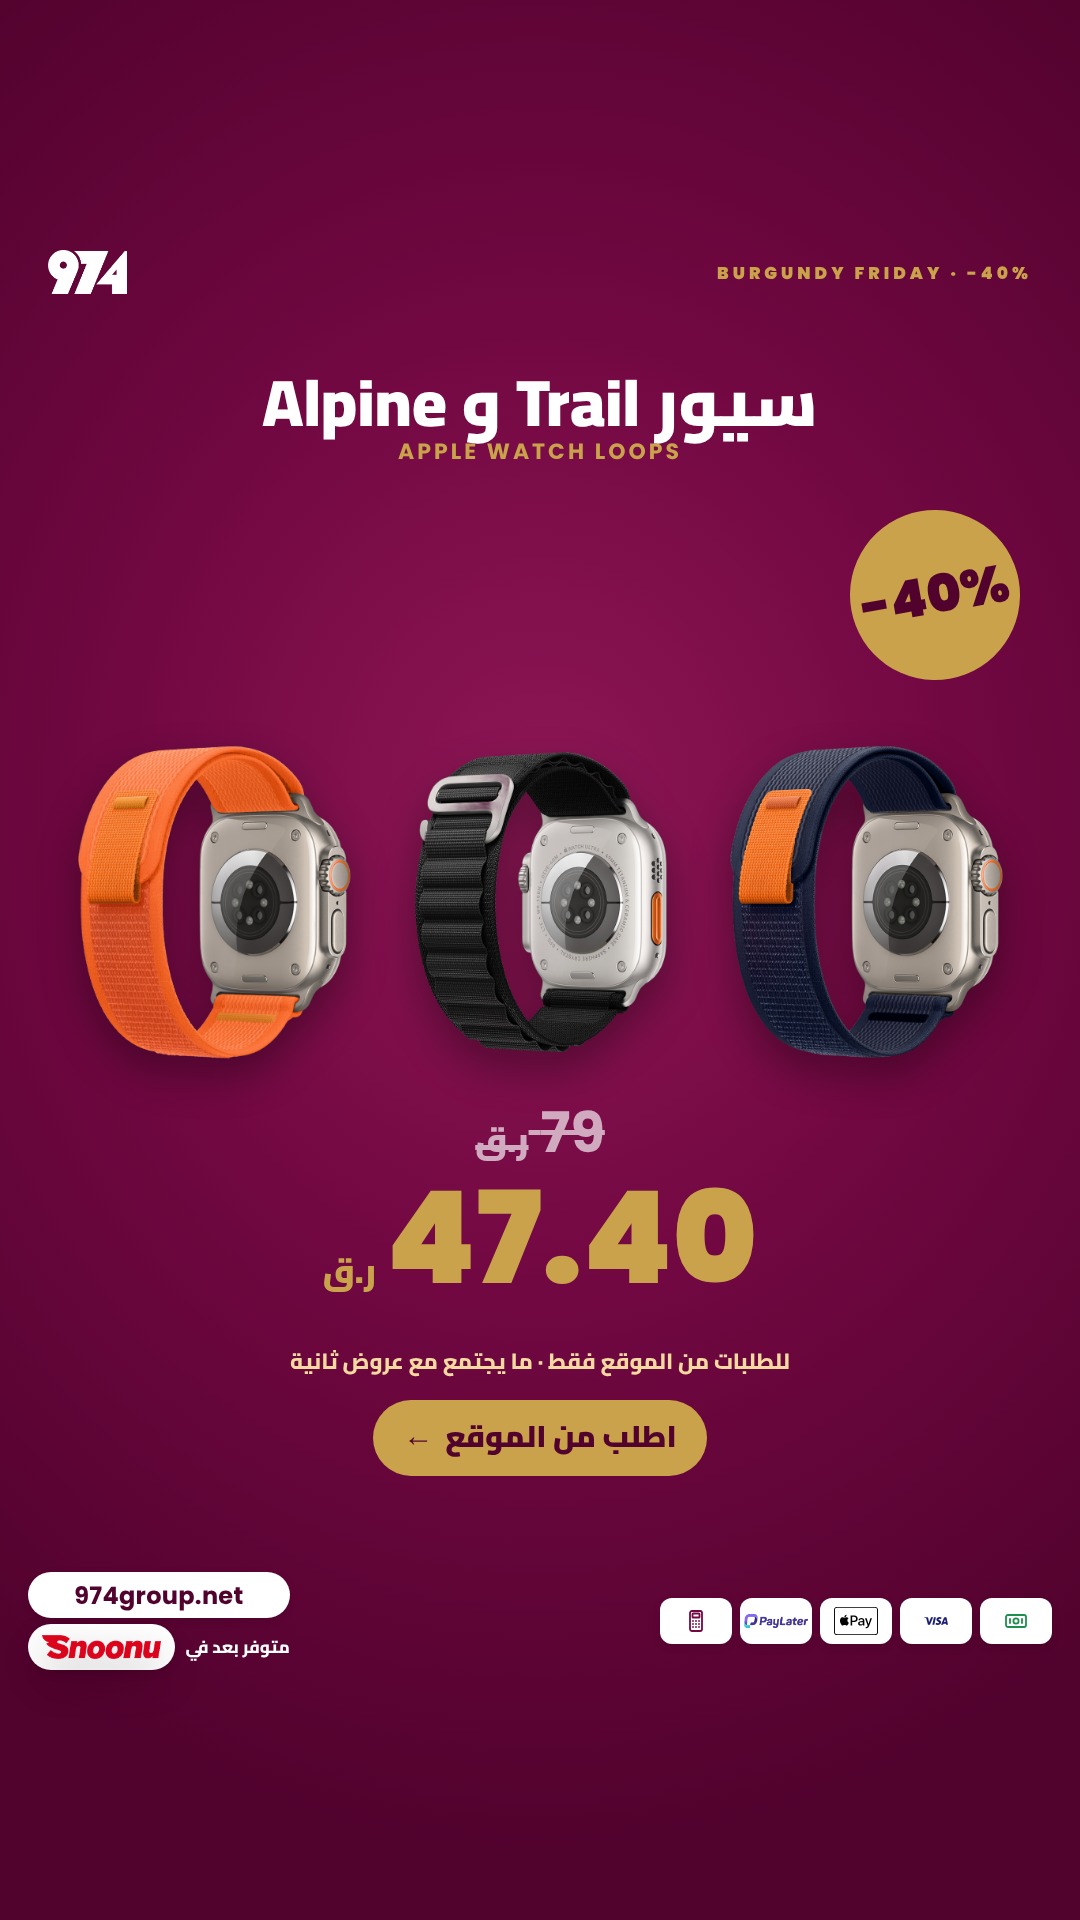 974
BURGUNDY FRIDAY · -40%
سيور Trail و Alpine
APPLE WATCH LOOPS
-40%
79 ر.ق
47.40 ر.ق
للطلبات من الموقع فقط · ما يجتمع مع عروض ثانية
اطلب من الموقع ←
974group.net
متوفر بعد في Snoonu
PayLater
Pay
VISA